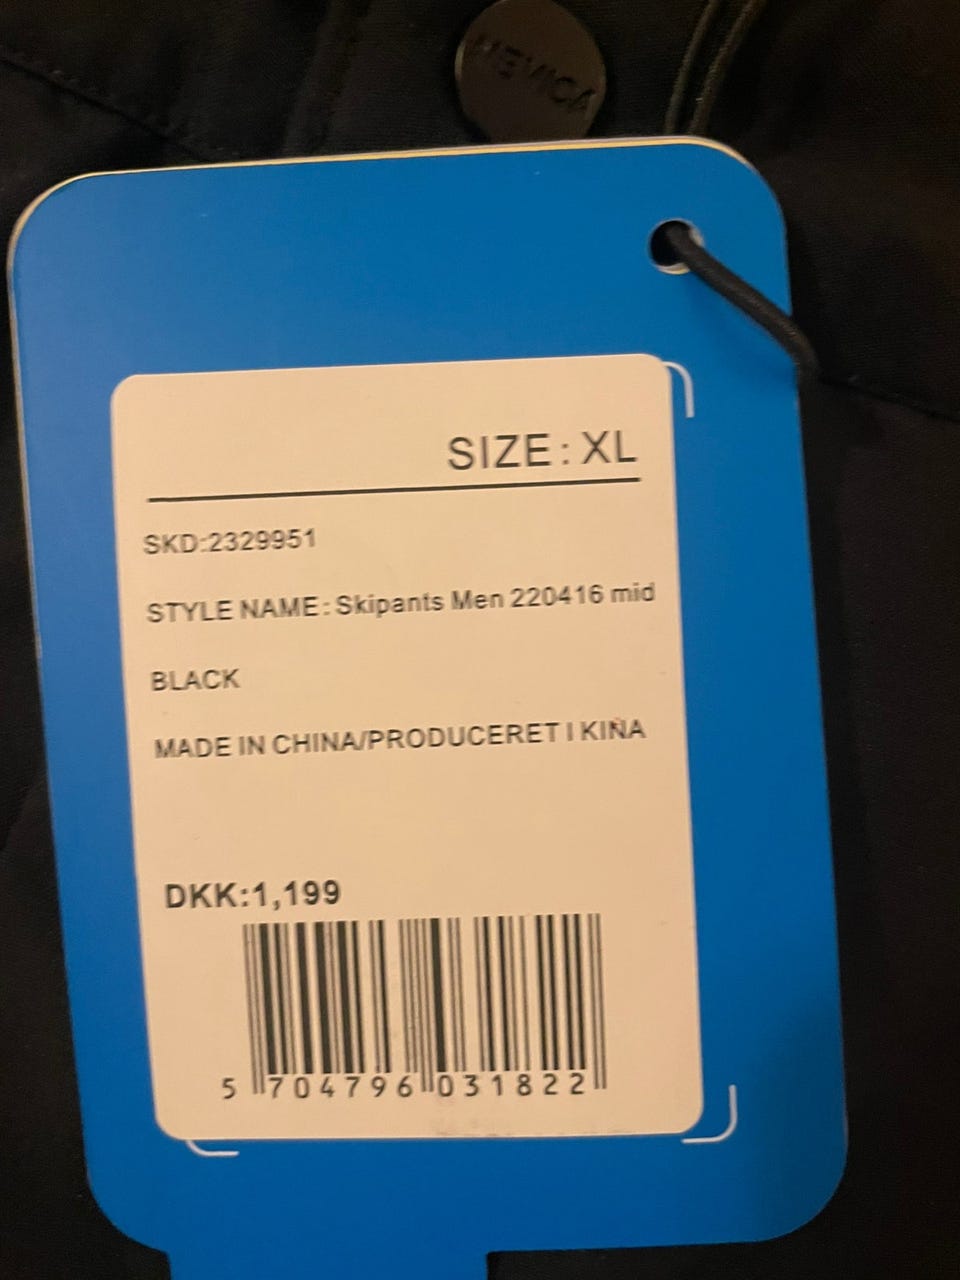 NEVICA
SIZE: XL
SKD:2329951
STYLE NAME: Skipants Men 220416 mid
BLACK
MADE IN CHINA/PRODUCERET I KINA
DKK:1,199
5 704796 031822